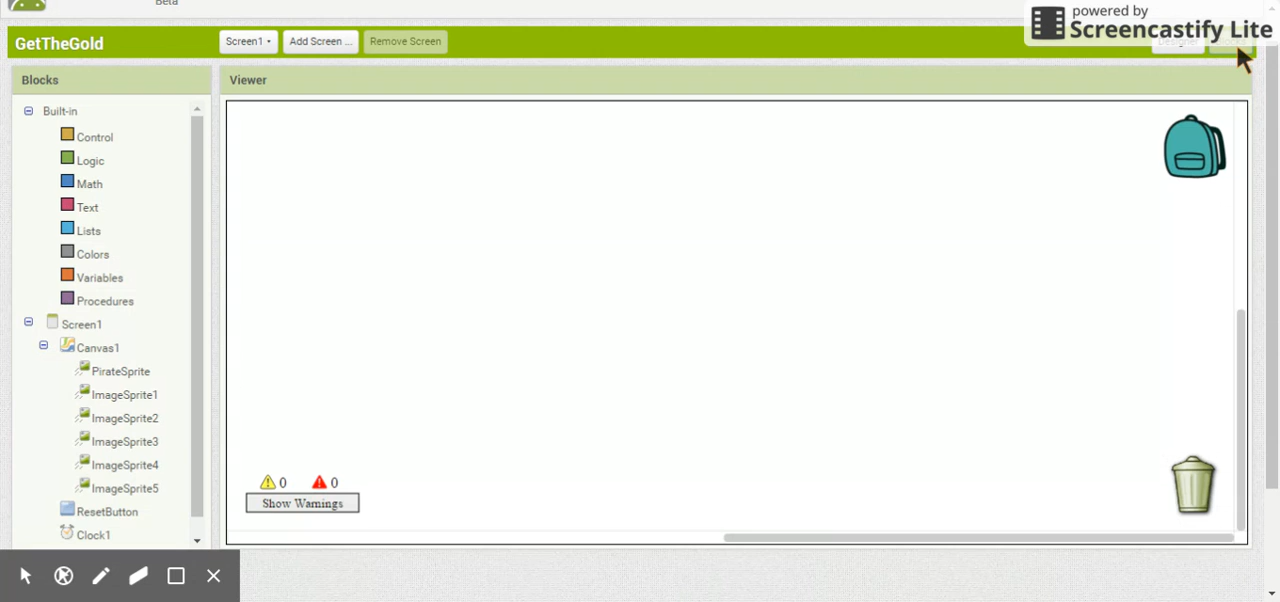 Beta
powered by
Screencastify Lite
GetTheGold
Screen1
Add Screen ...
Remove Screen
Blocks
Viewer
Built-in
Control
Logic
Math
Text
Lists
Colors
Variables
Procedures
Screen1
Canvas1
PirateSprite
ImageSprite1
ImageSprite2
ImageSprite3
ImageSprite4
ImageSprite5
ResetButton
Clock1
0
0
Show Warnings